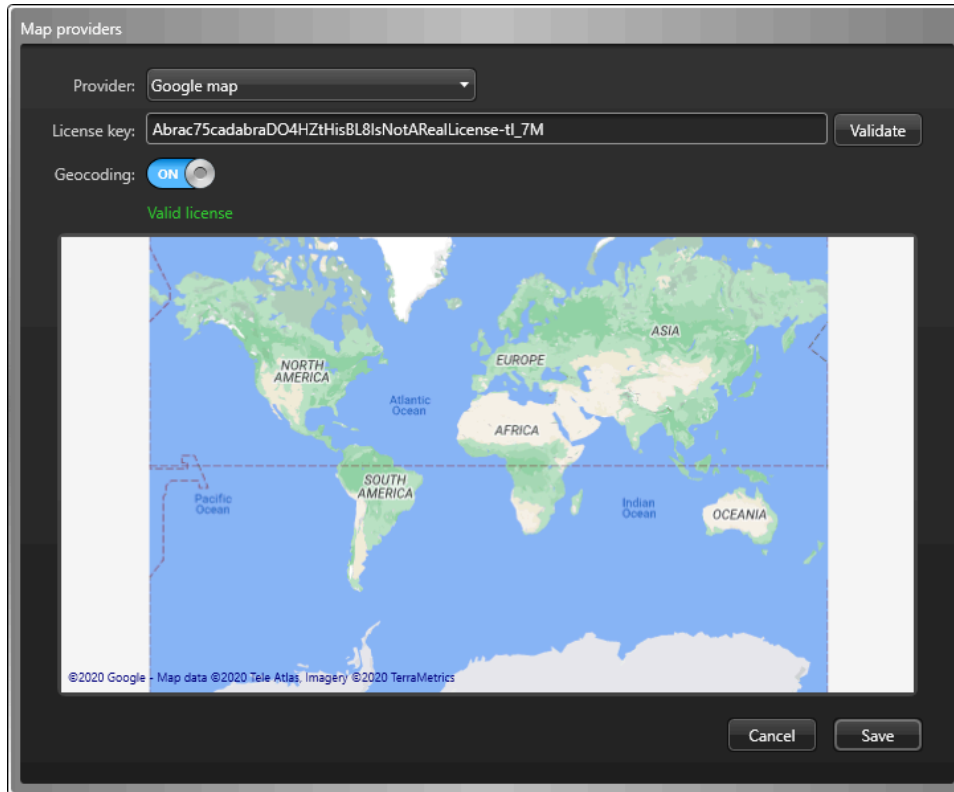 Map providers
Provider: Google map
License key: Abrac75cadabraDO4HZtHisBL8IsNotARealLicense-tI_7M Validate
Geocoding: ON
Valid license
ASIA
EUROPE
NORTH
AMERICA
Atlantic
Ocean
AFRICA
SOUTH
AMERICA
Pacific
Ocean
Indian
Ocean
OCEANIA
©2020 Google - Map data ©2020 Tele Atlas, Imagery ©2020 TerraMetrics
Cancel Save